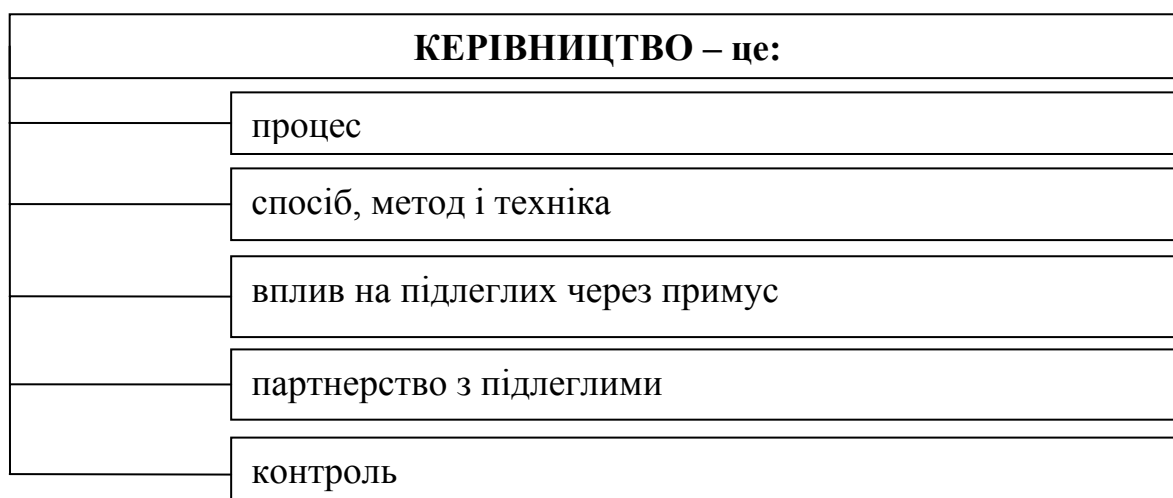 КЕРІВНИЦТВО – це:
процес
спосіб, метод і техніка
вплив на підлеглих через примус
партнерство з підлеглими
контроль